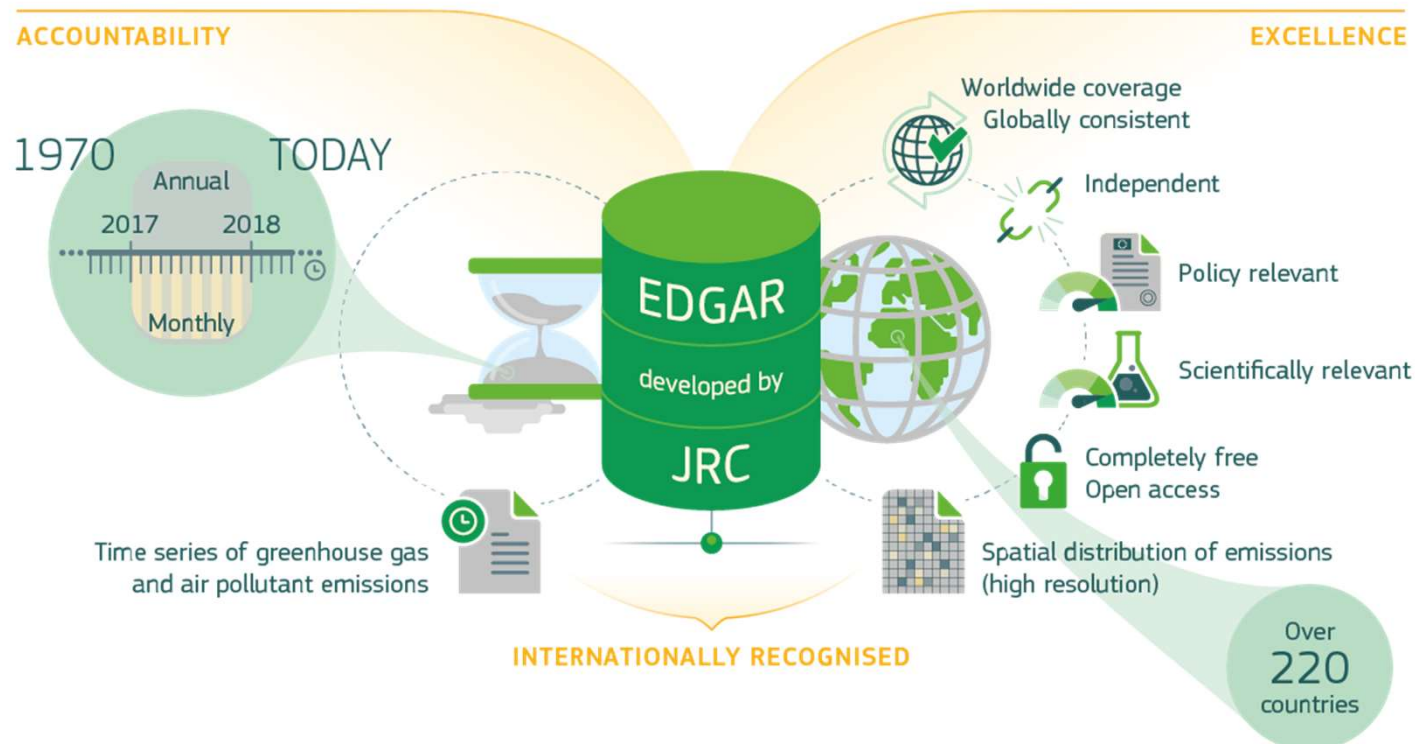 ACCOUNTABILITY
EXCELLENCE
1970
TODAY
Annual
2017
2018
Monthly
Time series of greenhouse gas
and air pollutant emissions
EDGAR
developed by
JRC
Worldwide coverage
Globally consistent
Independent
Policy relevant
Scientifically relevant
Completely free
Open access
Spatial distribution of emissions
(high resolution)
Over
220
countries
INTERNATIONALLY RECOGNISED